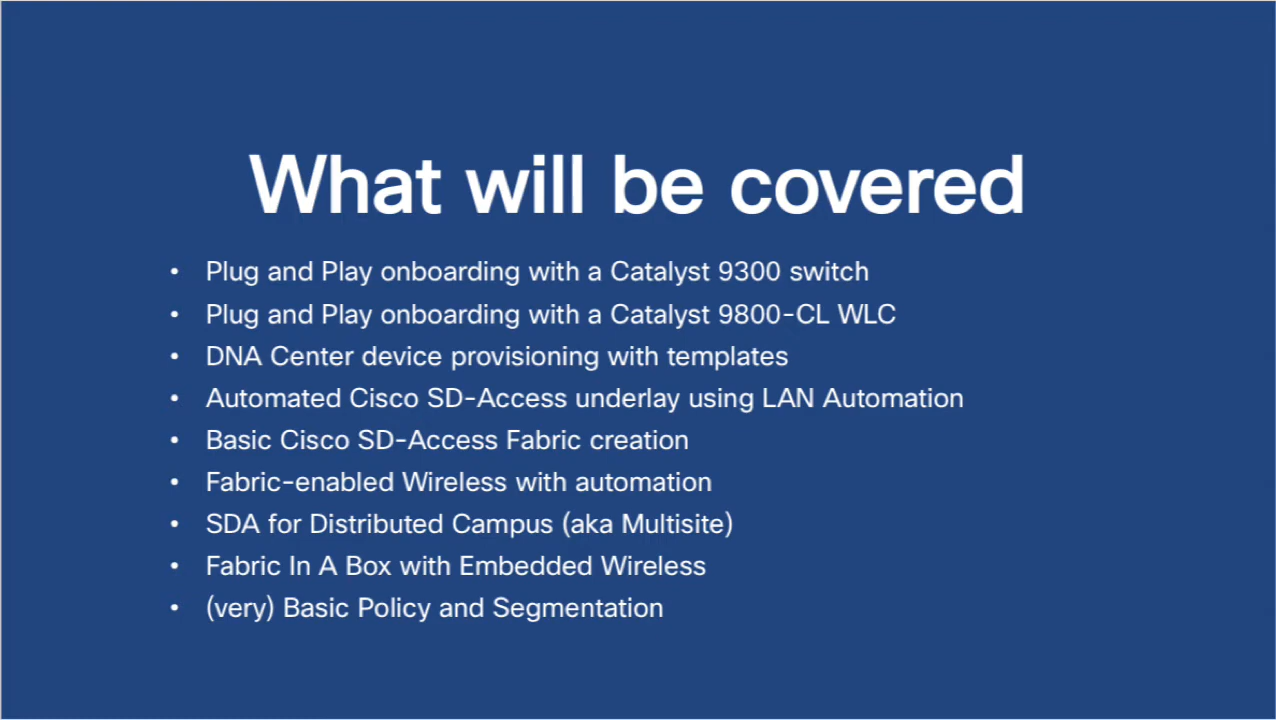 What will be covered
• Plug and Play onboarding with a Catalyst 9300 switch
• Plug and Play onboarding with a Catalyst 9800-CL WLC
• DNA Center device provisioning with templates
• Automated Cisco SD-Access underlay using LAN Automation
• Basic Cisco SD-Access Fabric creation
• Fabric-enabled Wireless with automation
• SDA for Distributed Campus (aka Multisite)
• Fabric In A Box with Embedded Wireless
• (very) Basic Policy and Segmentation